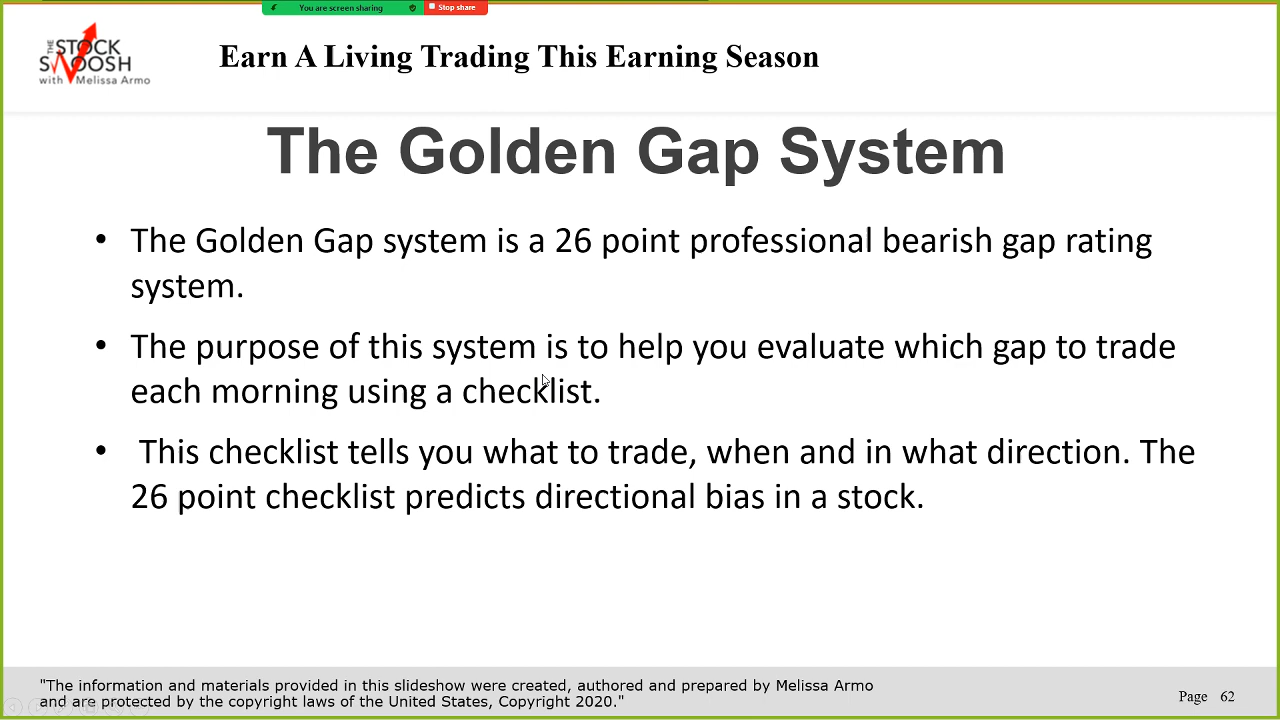 You are screen sharing
Stop share
THE STOCK
SWOOSH
with Melissa Armo
Earn A Living Trading This Earning Season
The Golden Gap System
• The Golden Gap system is a 26 point professional bearish gap rating
system.
• The purpose of this system is to help you evaluate which gap to trade
each morning using a checklist.
• This checklist tells you what to trade, when and in what direction. The
26 point checklist predicts directional bias in a stock.
"The information and materials provided in this slideshow were created, authored and prepared by Melissa Armo
and are protected by the copyright laws of the United States, Copyright 2020."
Page 62